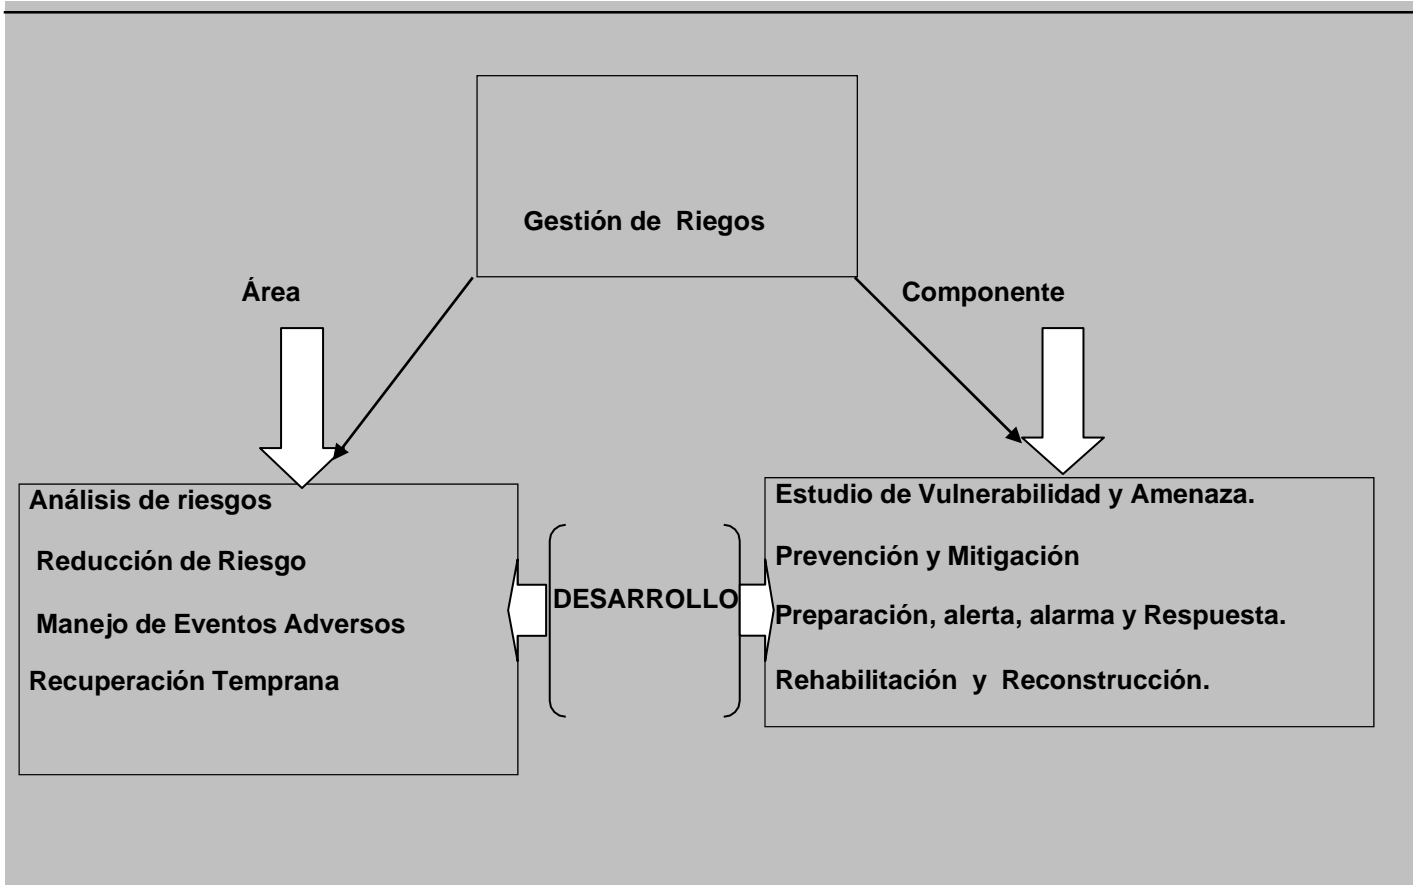 Gestión de  Riegos
Área
Componente
Análisis de riesgos
Reducción de Riesgo
Manejo de Eventos Adversos
Recuperación Temprana
DESARROLLO
Estudio de Vulnerabilidad y Amenaza.
Prevención y Mitigación
Preparación, alerta, alarma y Respuesta.
Rehabilitación  y  Reconstrucción.